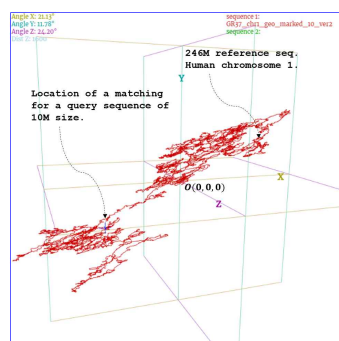 Angle X: 21.13°
Angle Y: 11.78°
Angle Z: 24.20°
sequence 1:
GR37_ch1_geo_marked_10_ver2
sequence 2:
246M reference seq.
Human chromosome 1.
Y
Location of a matching
for a query sequence of
10M size.
O(0,0,0)
X
Z